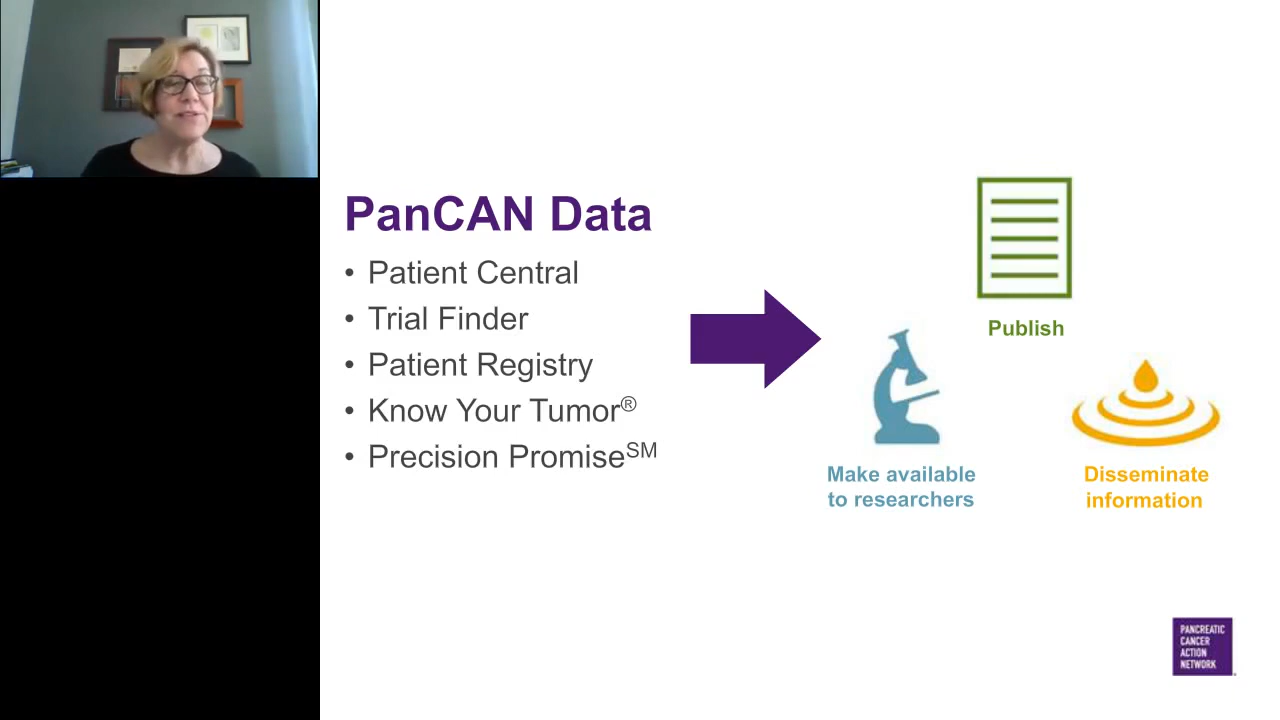 PanCAN Data
• Patient Central
• Trial Finder
• Patient Registry
• Know Your Tumor®
• Precision Promise℠
Publish
Make available
to researchers
Disseminate
information
PANCREATIC
CANCER
ACTION
NETWORK